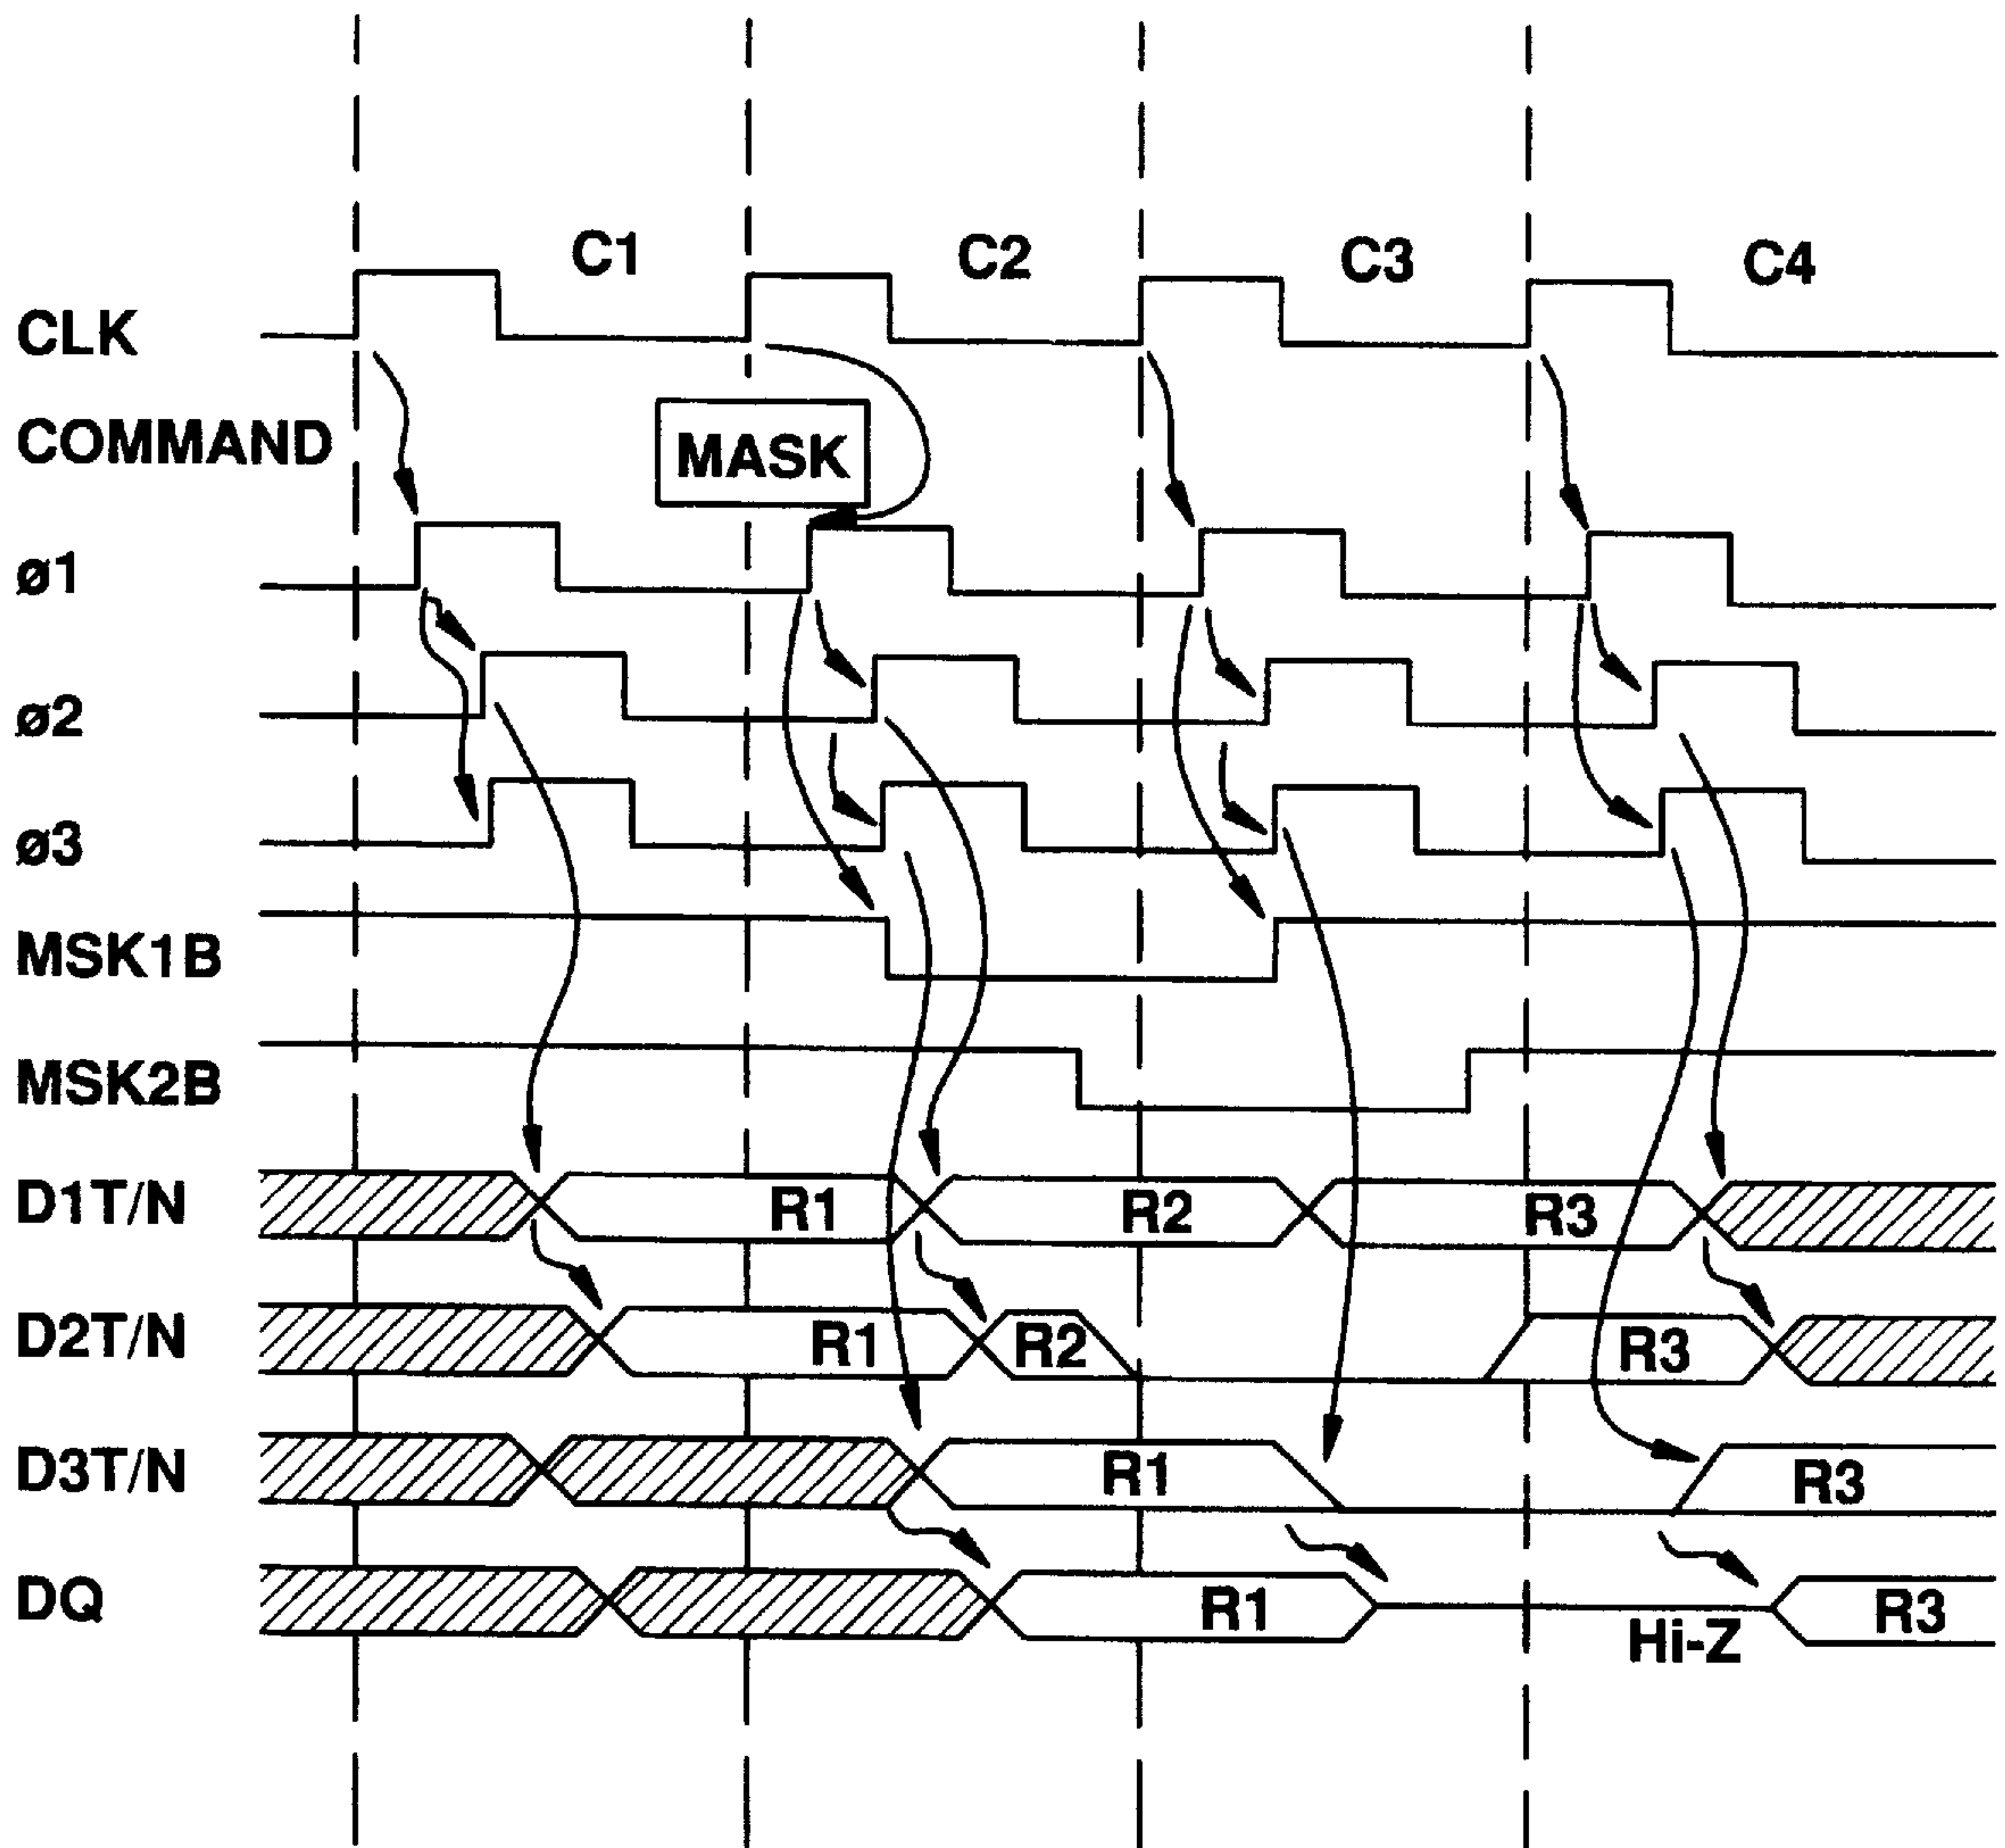 C1 C2 C3 C4
CLK
COMMAND MASK
ø1
ø2
ø3
MSK1B
MSK2B
D1T/N R1 R2 R3
D2T/N R1 R2 R3
D3T/N R1 R3
DQ R1 Hi-Z R3